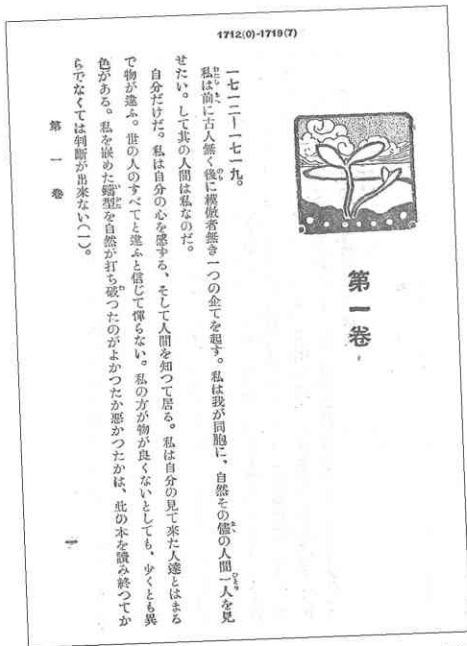 1712(0)-1719(7)
第一卷
一七一二―一七一九。
私は前に古人無く後に模倣者無き一つの企てを起す。私は我が同胞に、自然その儘の人間一人を見
せたい。して其の人間は私なのだ。
自分だけだ。私は自分の心を感ずる、そして人間を知つて居る。私は自分の見て來た人達とはまる
で物が違ふ。世の人のすべてと違ふと信じて憚らない。私の方が物が良くないとしても、少くとも異
色がある。私を嵌めた鑄型を自然が打ち破つたのがよかつたか惡かつたかは、此の本を讀み終つてか
らでなくては判斷が出來ない(一)。
第一卷
一